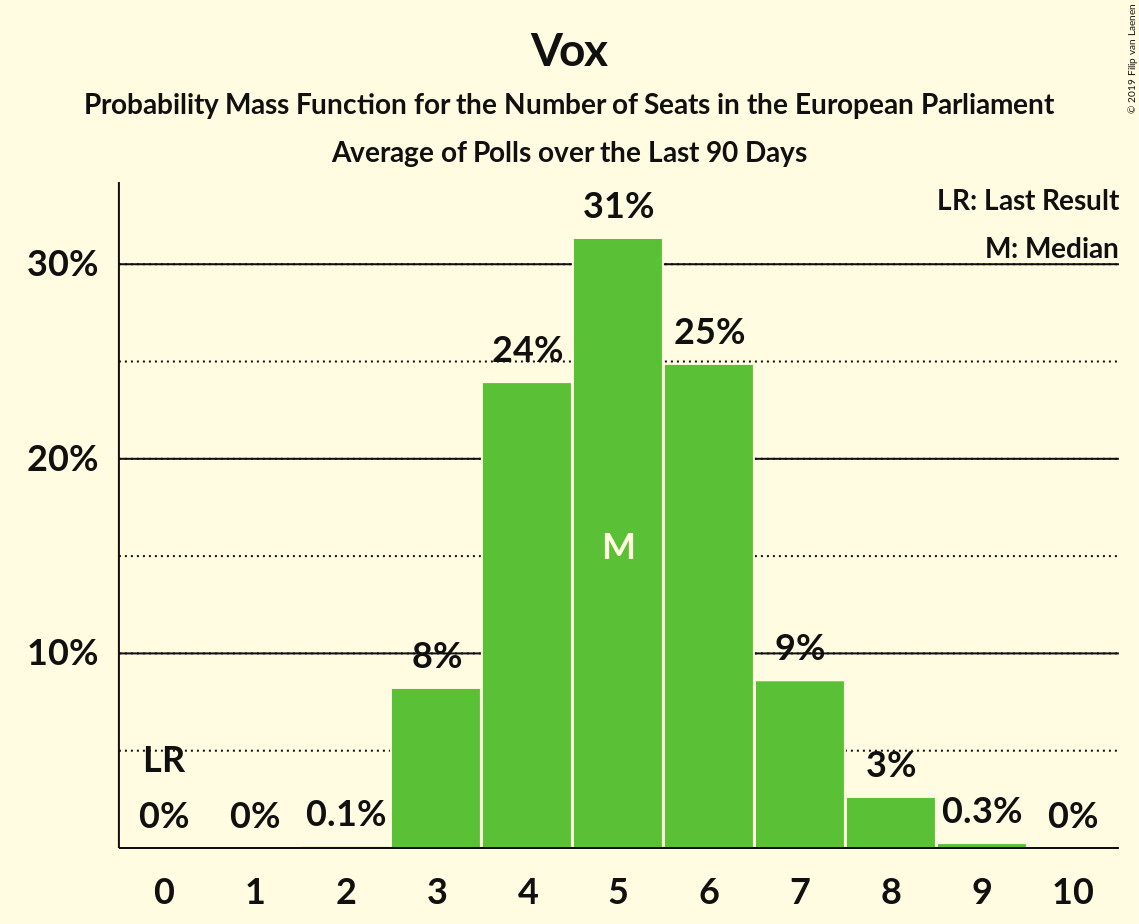 Vox
Probability Mass Function for the Number of Seats in the European Parliament
Average of Polls over the Last 90 Days
© 2019 Filip van Laenen
LR: Last Result
M: Median
30%
20%
10%
LR
0%
0%
0.1%
8%
24%
31%
M
25%
9%
3%
0.3%
0%
0 1 2 3 4 5 6 7 8 9 10